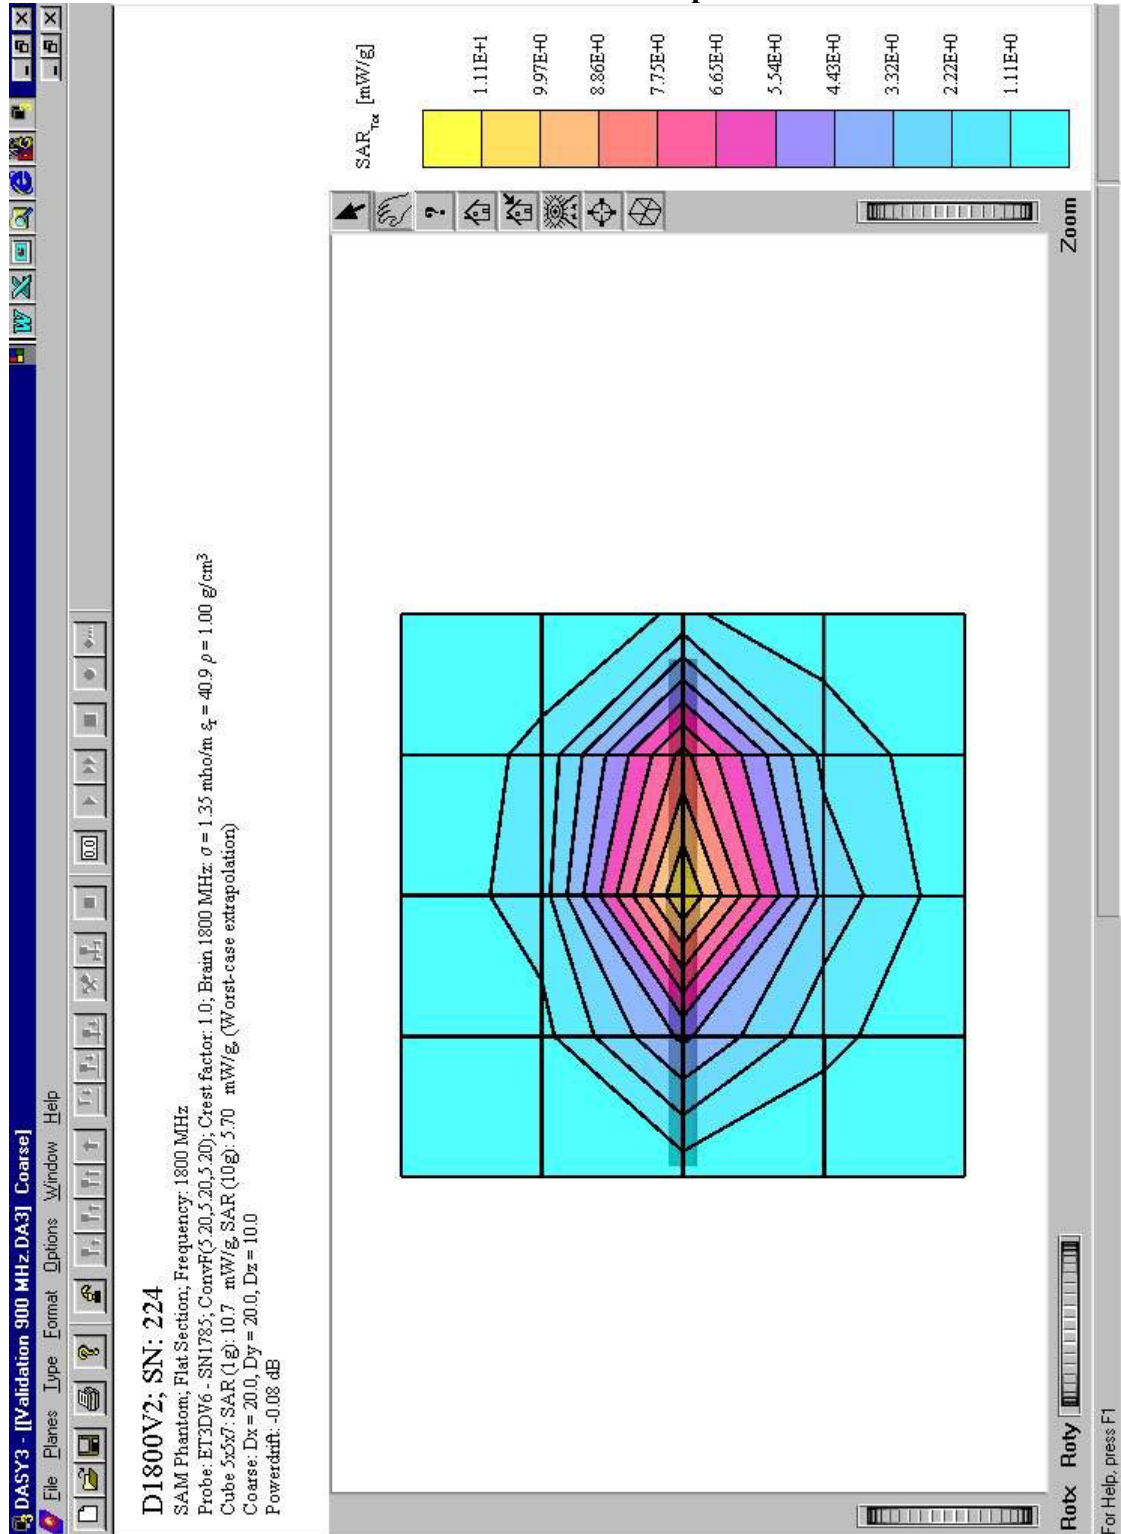 DASY3 - [[Validation 900 MHz.DA3] Coarse]
File Planes Type Format Options Window Help
0.0
D1800V2; SN: 224
SAM Phantom; Flat Section; Frequency: 1800 MHz
Probe: ET3DV6 - SN1785; ConvF(5.20,5.20,5.20); Crest factor: 1.0; Brain 1800 MHz: σ = 1.35 mho/m εr = 40.9 ρ = 1.00 g/cm³
Cube 5x5x7: SAR (1g): 10.7 mW/g, SAR (10g): 5.70 mW/g, (Worst-case extrapolation)
Coarse: Dx = 20.0, Dy = 20.0, Dz = 10.0
Powerdrift: -0.08 dB
SARTot [mW/g]
1.11E+1
9.97E+0
8.86E+0
7.75E+0
6.65E+0
5.54E+0
4.43E+0
3.32E+0
2.22E+0
1.11E+0
Rotx Roty Zoom
For Help, press F1